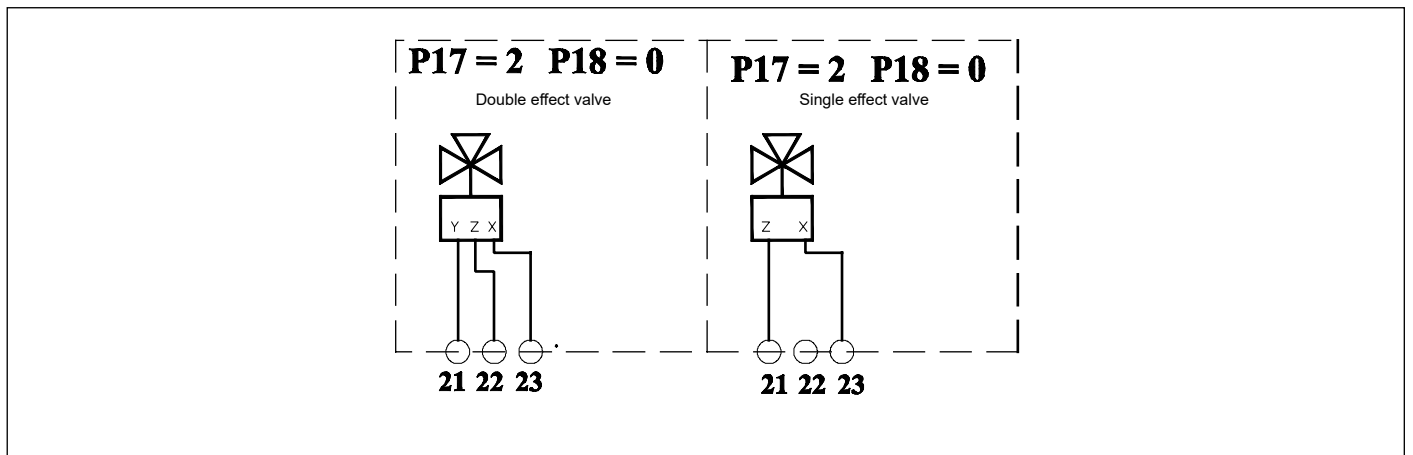 P17 = 2 P18 = 0
Double effect valve
Y Z X
21 22 23
P17 = 2 P18 = 0
Single effect valve
Z X
21 22 23